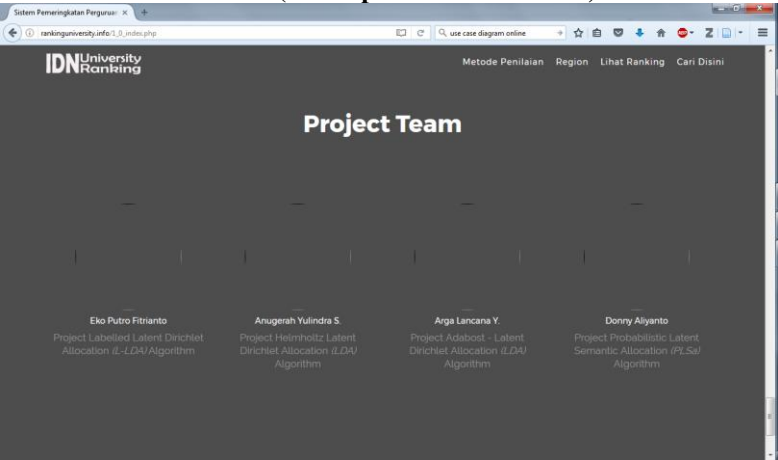 Sistem Pemeringkatan Perguru
rankinguniversity.info/1_0_index.php
use case diagram online
IDN University Ranking
Metode Penilaian Region Lihat Ranking Cari Disini
Project Team
Eko Putro Fitrianto
Project Labelled Latent Dirichlet
Allocation (L-LDA) Algorithm
Anugerah Yulindra S.
Project Helmholtz Latent
Dirichlet Allocation (LDA)
Algorithm
Arga Lancana Y.
Project Adabost - Latent
Dirichlet Allocation (LDA)
Algorithm
Donny Aliyanto
Project Probabilistic Latent
Semantic Allocation (PLSa)
Algorithm